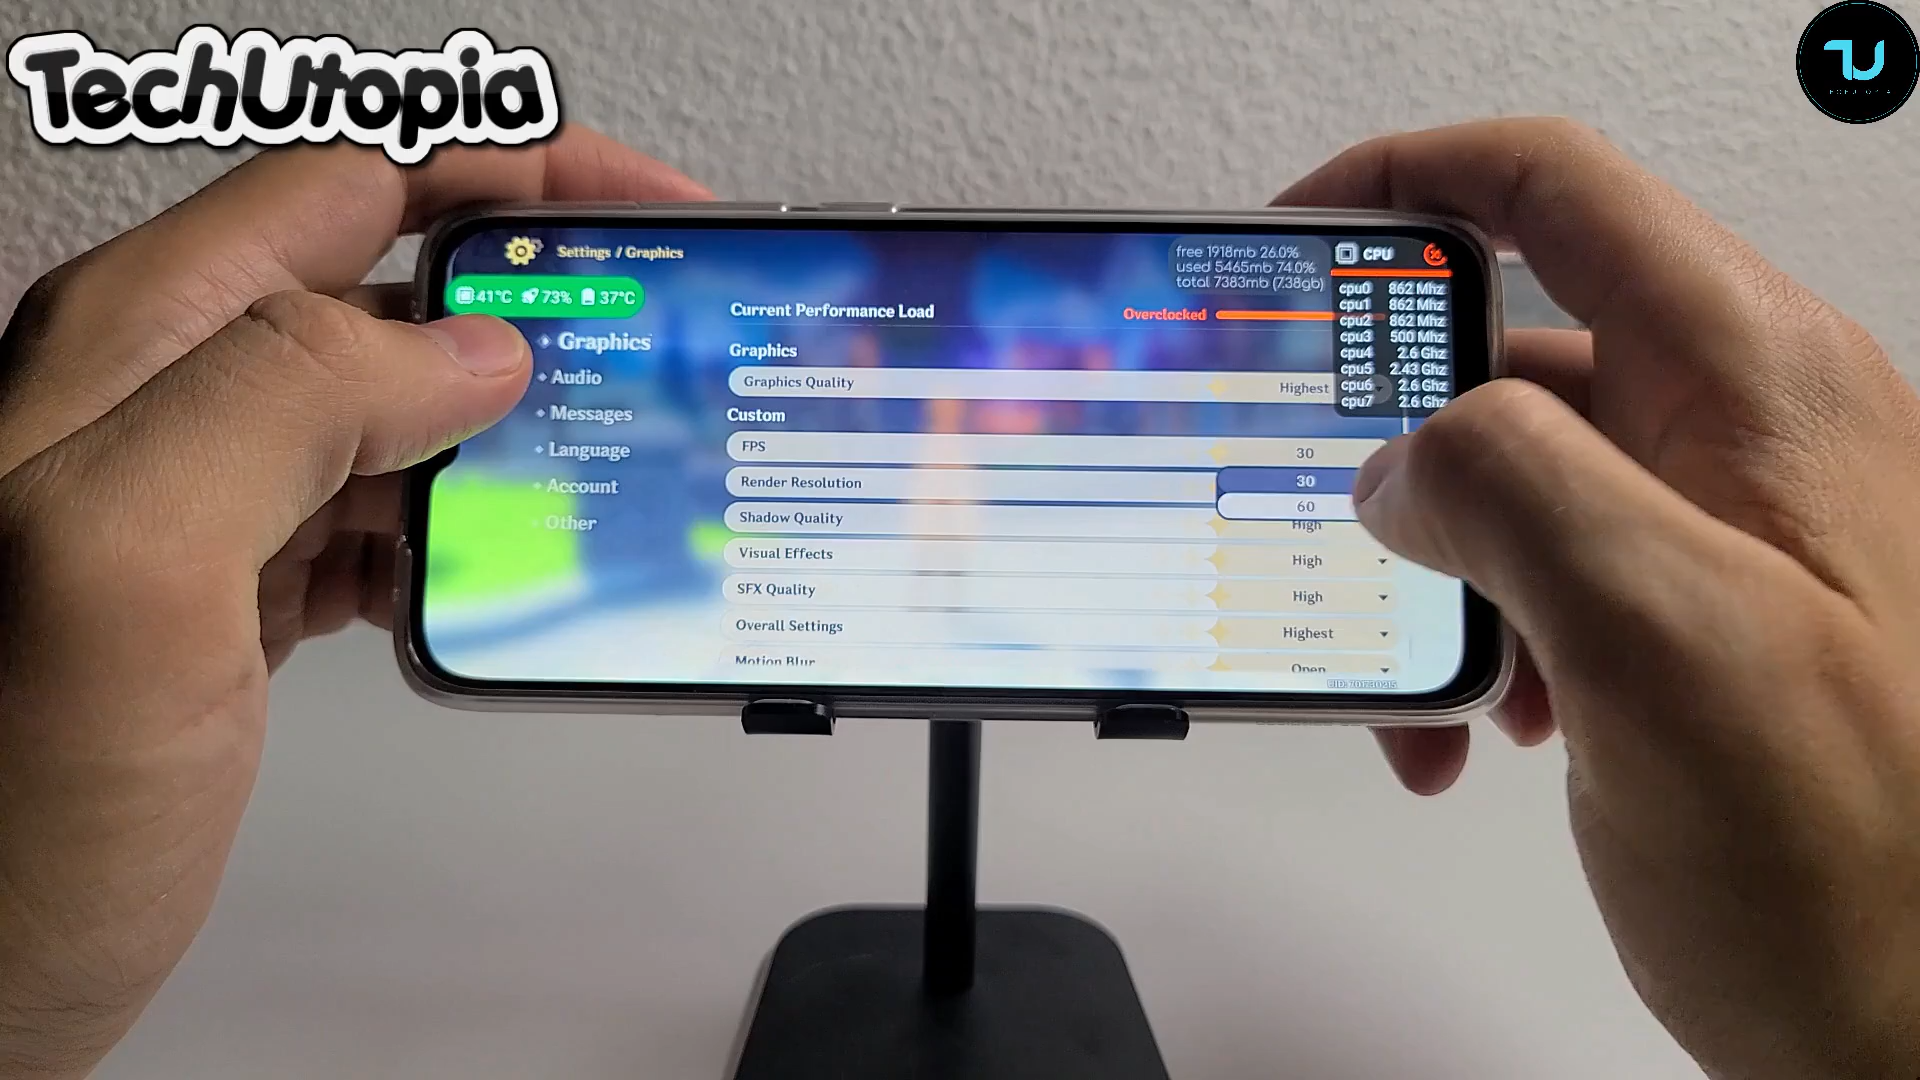 TechUtopia
TU
Settings / Graphics
free 1918mb 26.0%
used 5465mb 74.0%
total 7383mb (7.38gb)
CPU
cpu0 862 Mhz
cpu1 862 Mhz
cpu2 862 Mhz
cpu3 500 Mhz
cpu4 2.6 Ghz
cpu5 2.43 Ghz
cpu6 2.6 Ghz
cpu7 2.6 Ghz
41°C 73% 37°C
Graphics
Audio
Messages
Language
Account
Other
Current Performance Load Overclocked
Graphics
Graphics Quality Highest
Custom
FPS 30
Render Resolution 30
60
Shadow Quality High
Visual Effects High
SFX Quality High
Overall Settings Highest
Motion Blur Open